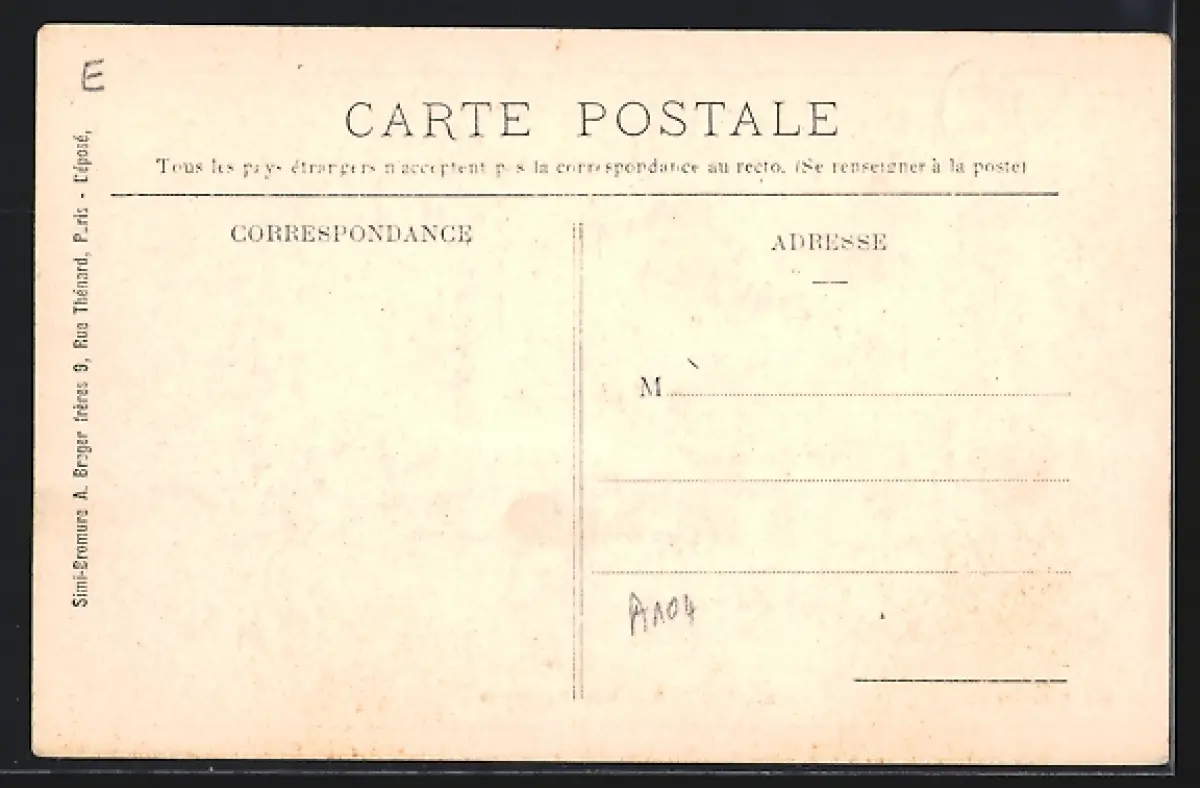 E
CARTE POSTALE
Tous les pays étrangers n'acceptent pas la correspondance au recto. (Se renseigner à la poste)
CORRESPONDANCE
ADRESSE
M
A104
Simi-Bromure A. Breger frères 9, Rue Thénard, Paris - Déposé,